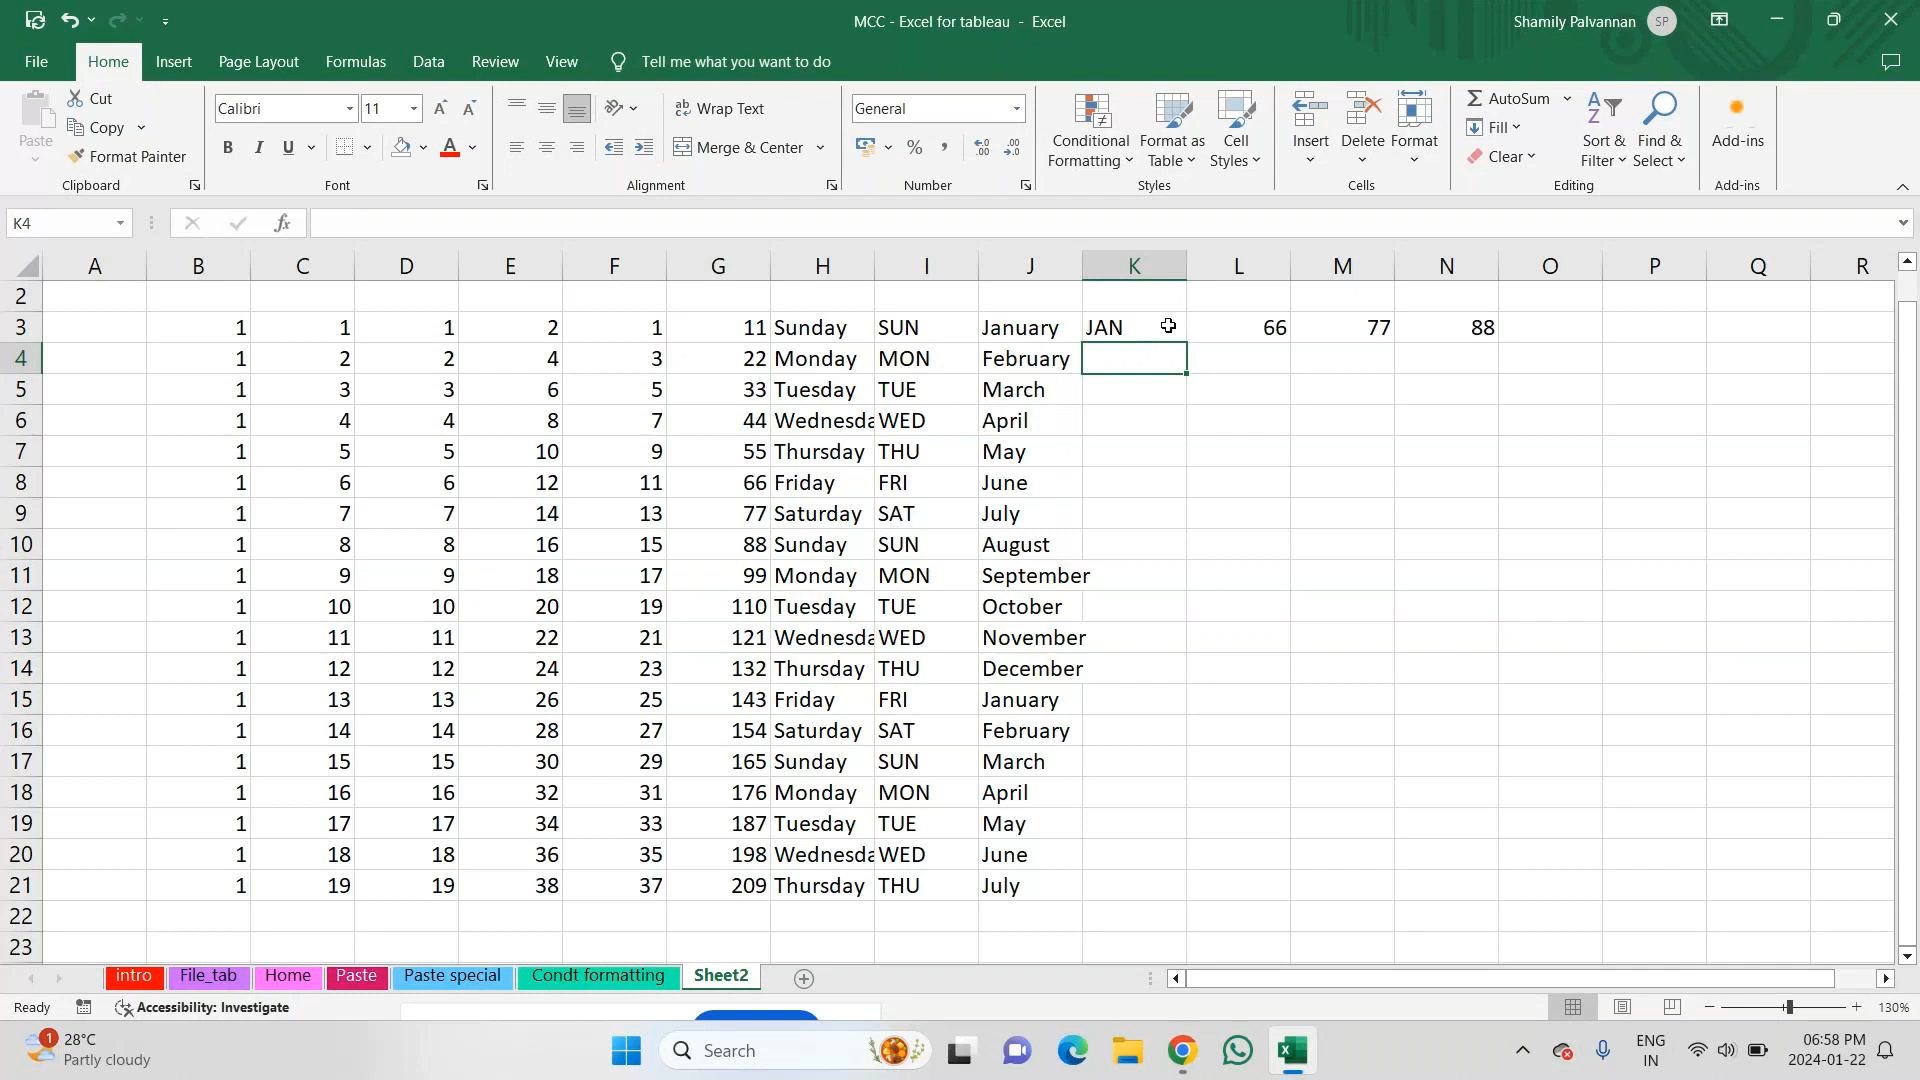 MCC - Excel for tableau - Excel
Shamily Palvannan SP
File Home Insert Page Layout Formulas Data Review View Tell me what you want to do
Paste
Cut
Copy
Format Painter
Clipboard
Calibri 11
B I U
Font
Wrap Text
Merge & Center
Alignment
General
Number
Conditional Formatting
Format as Table
Cell Styles
Styles
Insert Delete Format
Cells
AutoSum
Fill
Clear
Sort & Filter
Find & Select
Editing
Add-ins
Add-ins
K4 fx
A B C D E F G H I J K L M N O P Q R
2
3 1 1 1 2 1 11 Sunday SUN January JAN 66 77 88
4 1 2 2 4 3 22 Monday MON February
5 1 3 3 6 5 33 Tuesday TUE March
6 1 4 4 8 7 44 Wednesda WED April
7 1 5 5 10 9 55 Thursday THU May
8 1 6 6 12 11 66 Friday FRI June
9 1 7 7 14 13 77 Saturday SAT July
10 1 8 8 16 15 88 Sunday SUN August
11 1 9 9 18 17 99 Monday MON September
12 1 10 10 20 19 110 Tuesday TUE October
13 1 11 11 22 21 121 Wednesda WED November
14 1 12 12 24 23 132 Thursday THU December
15 1 13 13 26 25 143 Friday FRI January
16 1 14 14 28 27 154 Saturday SAT February
17 1 15 15 30 29 165 Sunday SUN March
18 1 16 16 32 31 176 Monday MON April
19 1 17 17 34 33 187 Tuesday TUE May
20 1 18 18 36 35 198 Wednesda WED June
21 1 19 19 38 37 209 Thursday THU July
22
23
intro File_tab Home Paste Paste special Condt formatting Sheet2
Ready Accessibility: Investigate 130%
1 28°C
Partly cloudy
Search
ENG
IN
06:58 PM
2024-01-22